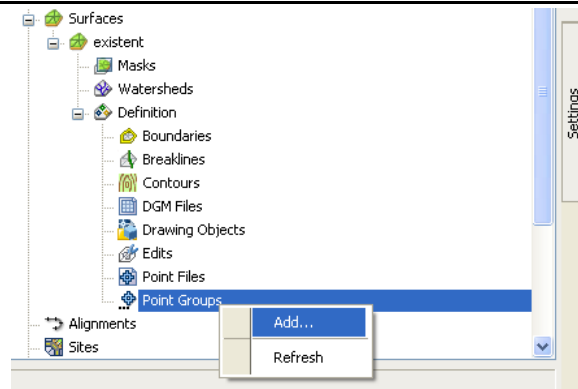 Surfaces
existent
Masks
Watersheds
Definition
Boundaries
Breaklines
Contours
DGM Files
Drawing Objects
Edits
Point Files
Point Groups
Add...
Refresh
Alignments
Sites
Settings